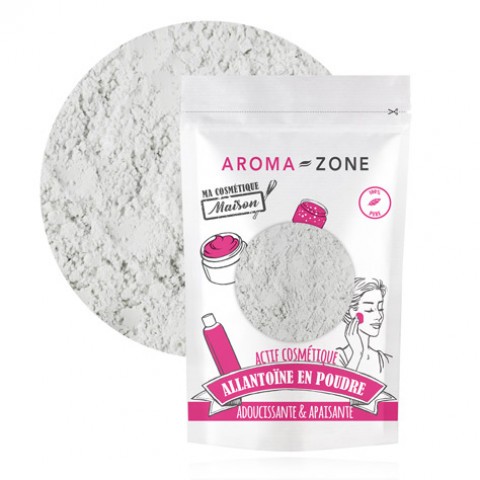 AROMA-ZONE
MA COSMÉTIQUE
Maison
100%
PURE
ACTIF COSMÉTIQUE
ALLANTOÏNE EN POUDRE
ADOUCISSANTE & APAISANTE